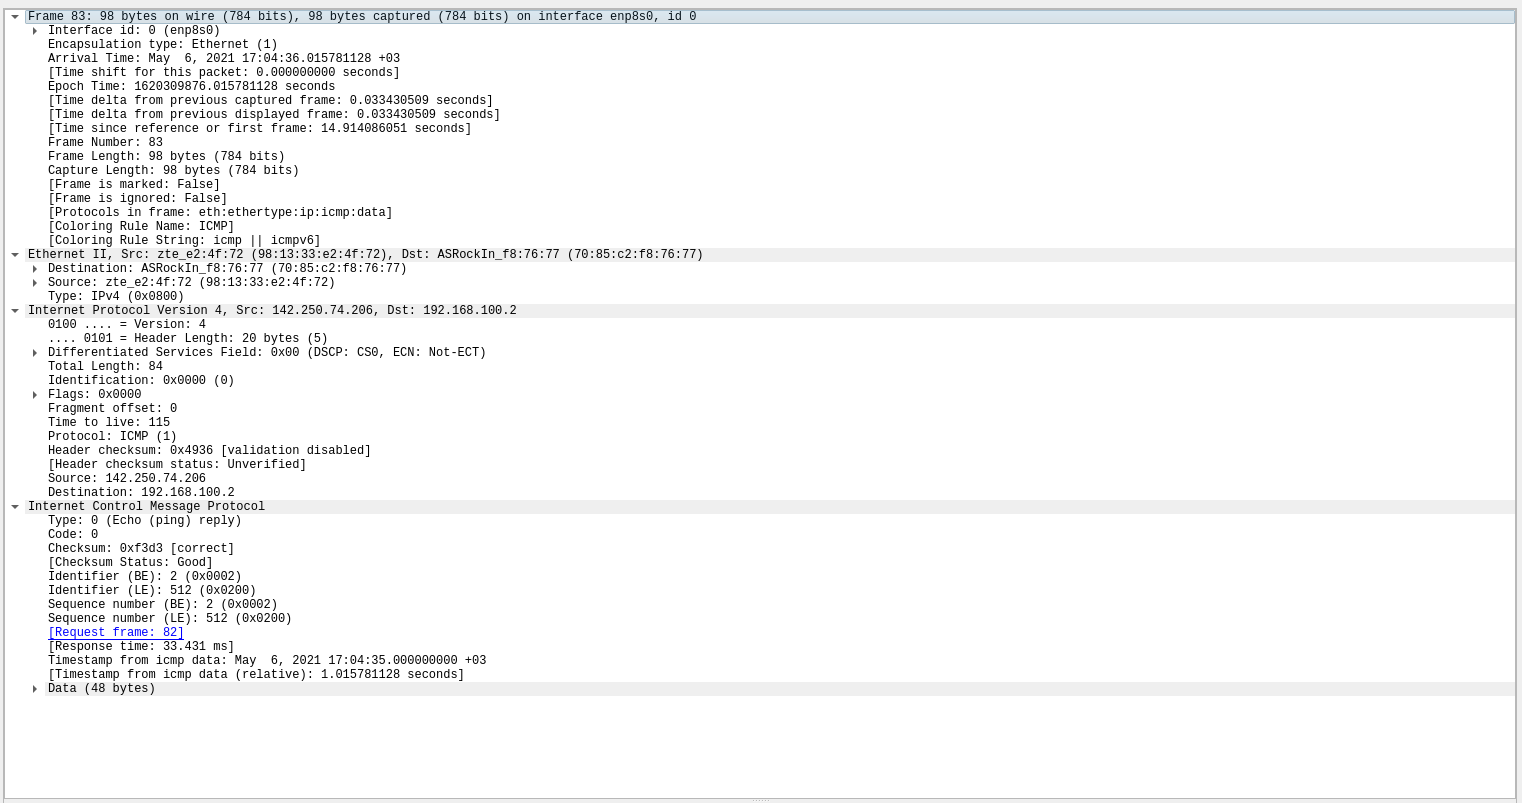 Frame 83: 98 bytes on wire (784 bits), 98 bytes captured (784 bits) on interface enp8s0, id 0
Interface id: 0 (enp8s0)
Encapsulation type: Ethernet (1)
Arrival Time: May  6, 2021 17:04:36.015781128 +03
[Time shift for this packet: 0.000000000 seconds]
Epoch Time: 1620309876.015781128 seconds
[Time delta from previous captured frame: 0.033430509 seconds]
[Time delta from previous displayed frame: 0.033430509 seconds]
[Time since reference or first frame: 14.914086051 seconds]
Frame Number: 83
Frame Length: 98 bytes (784 bits)
Capture Length: 98 bytes (784 bits)
[Frame is marked: False]
[Frame is ignored: False]
[Protocols in frame: eth:ethertype:ip:icmp:data]
[Coloring Rule Name: ICMP]
[Coloring Rule String: icmp || icmpv6]
Ethernet II, Src: zte_e2:4f:72 (98:13:33:e2:4f:72), Dst: ASRockIn_f8:76:77 (70:85:c2:f8:76:77)
Destination: ASRockIn_f8:76:77 (70:85:c2:f8:76:77)
Source: zte_e2:4f:72 (98:13:33:e2:4f:72)
Type: IPv4 (0x0800)
Internet Protocol Version 4, Src: 142.250.74.206, Dst: 192.168.100.2
0100 .... = Version: 4
.... 0101 = Header Length: 20 bytes (5)
Differentiated Services Field: 0x00 (DSCP: CS0, ECN: Not-ECT)
Total Length: 84
Identification: 0x0000 (0)
Flags: 0x0000
Fragment offset: 0
Time to live: 115
Protocol: ICMP (1)
Header checksum: 0x4936 [validation disabled]
[Header checksum status: Unverified]
Source: 142.250.74.206
Destination: 192.168.100.2
Internet Control Message Protocol
Type: 0 (Echo (ping) reply)
Code: 0
Checksum: 0xf3d3 [correct]
[Checksum Status: Good]
Identifier (BE): 2 (0x0002)
Identifier (LE): 512 (0x0200)
Sequence number (BE): 2 (0x0002)
Sequence number (LE): 512 (0x0200)
[Request frame: 82]
[Response time: 33.431 ms]
Timestamp from icmp data: May  6, 2021 17:04:35.000000000 +03
[Timestamp from icmp data (relative): 1.015781128 seconds]
Data (48 bytes)